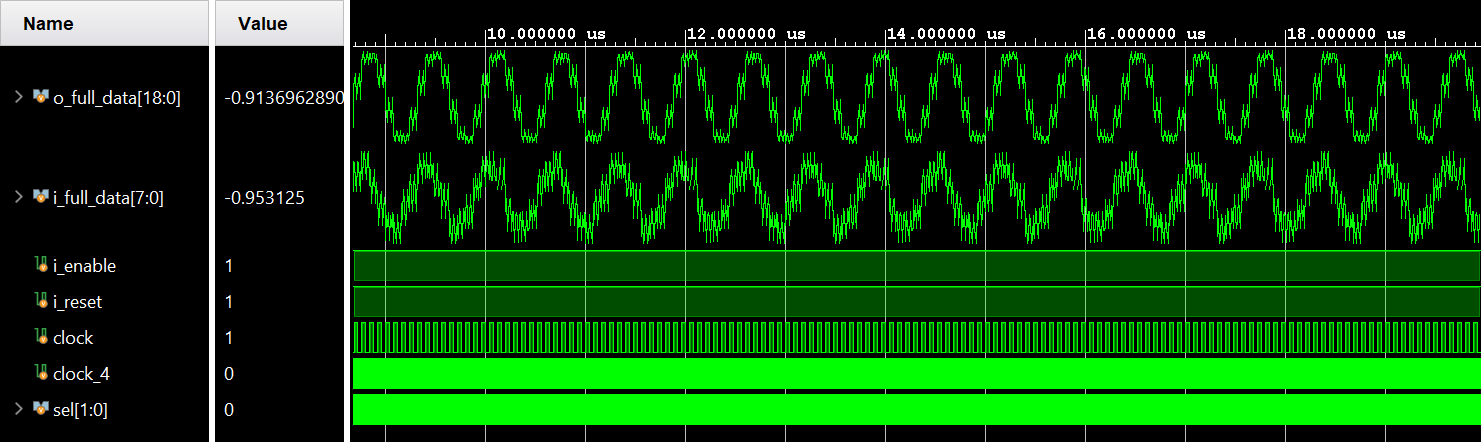 Name Value
10.000000 us 12.000000 us 14.000000 us 16.000000 us 18.000000 us
o_full_data[18:0] -0.9136962890
i_full_data[7:0] -0.953125
i_enable 1
i_reset 1
clock 1
clock_4 0
sel[1:0] 0